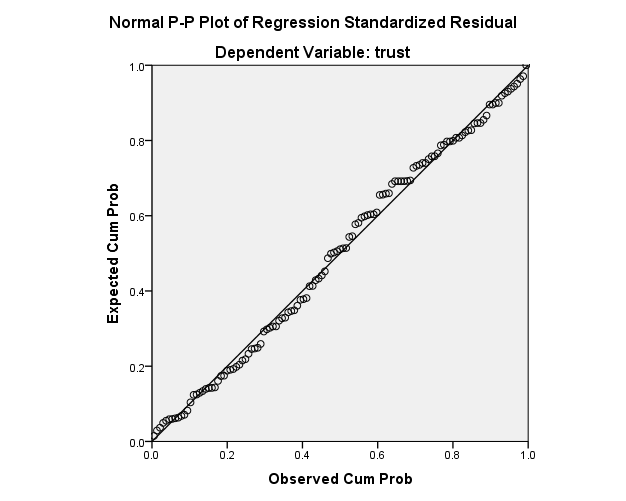 Normal P-P Plot of Regression Standardized Residual
Dependent Variable: trust
1.0
0.8
0.6
0.4
0.2
0.0
Expected Cum Prob
0.0 0.2 0.4 0.6 0.8 1.0
Observed Cum Prob